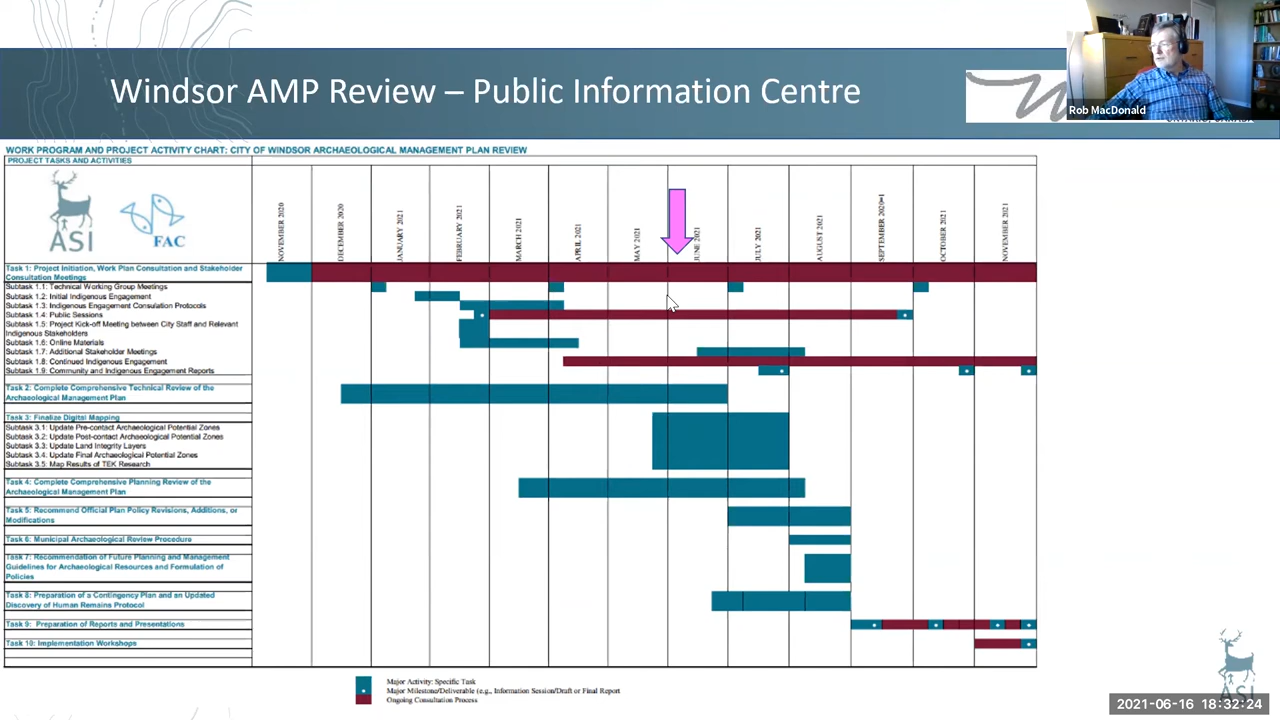 Windsor AMP Review – Public Information Centre
Rob MacDonald
WORK PROGRAM AND PROJECT ACTIVITY CHART: CITY OF WINDSOR ARCHAEOLOGICAL MANAGEMENT PLAN REVIEW
PROJECT TASKS AND ACTIVITIES
ASI
FAC
NOVEMBER 2020
DECEMBER 2020
JANUARY 2021
FEBRUARY 2021
MARCH 2021
APRIL 2021
MAY 2021
JUNE 2021
JULY 2021
AUGUST 2021
SEPTEMBER 2020=1
OCTOBER 2021
NOVEMBER 2021
Task 1: Project Initiation, Work Plan Consultation and Stakeholder
Consultation Meetings
Subtask 1.1: Technical Working Group Meetings
Subtask 1.2: Initial Indigenous Engagement
Subtask 1.3: Indigenous Engagement Consulation Protocols
Subtask 1.4: Public Sessions
Subtask 1.5: Project Kick-off Meeting between City Staff and Relevant
Indigenous Stakeholders
Subtask 1.6: Online Materials
Subtask 1.7: Additional Stakeholder Meetings
Subtask 1.8: Continued Indigenous Engagement
Subtask 1.9: Community and Indigenous Engagement Reports
Task 2: Complete Comprehensive Technical Review of the
Archaeological Management Plan
Task 3: Finalize Digital Mapping
Subtask 3.1: Update Pre-contact Archaeological Potential Zones
Subtask 3.2: Update Post-contact Archaeological Potential Zones
Subtask 3.3: Update Land Integrity Layers
Subtask 3.4: Update Final Archaeological Potential Zones
Subtask 3.5: Map Results of TEK Research
Task 4: Complete Comprehensive Planning Review of the
Archaeological Management Plan
Task 5: Recommend Official Plan Policy Revisions, Additions, or
Modifications
Task 6: Municipal Archaeological Review Procedure
Task 7: Recommendation of Future Planning and Management
Guidelines for Archaeological Resources and Formulation of
Policies
Task 8: Preparation of a Contingency Plan and an Updated
Discovery of Human Remains Protocol
Task 9: Preparation of Reports and Presentations
Task 10: Implementation Workshops
Major Activity: Specific Task
Major Milestone/Deliverable (e.g., Information Session/Draft or Final Report
Ongoing Consultation Process
ASI
2021-06-16 18:32:24